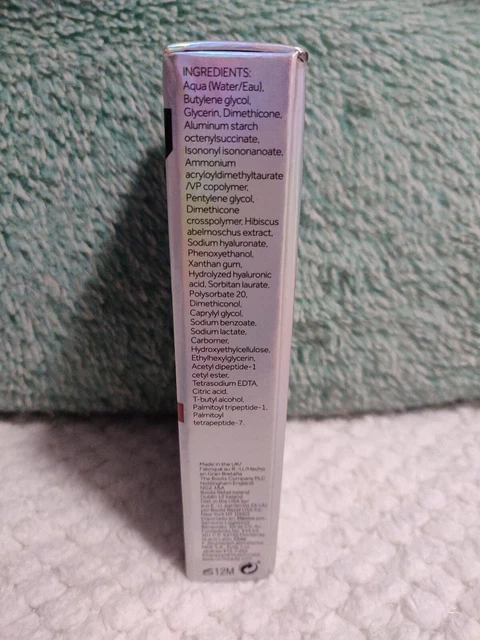 INGREDIENTS:
Aqua (Water/Eau),
Butylene glycol,
Glycerin, Dimethicone,
Aluminum starch
octenylsuccinate,
Isononyl isononanoate,
Ammonium
acryloyldimethyltaurate
/VP copolymer,
Pentylene glycol,
Dimethicone
crosspolymer, Hibiscus
abelmoschus extract,
Sodium hyaluronate,
Phenoxyethanol,
Xanthan gum,
Hydrolyzed hyaluronic
acid, Sorbitan laurate,
Polysorbate 20,
Dimethiconol,
Caprylyl glycol,
Sodium benzoate,
Sodium lactate,
Carbomer,
Hydroxyethylcellulose,
Ethylhexylglycerin,
Acetyl dipeptide-1
cetyl ester,
Tetrasodium EDTA,
Citric acid,
T-butyl alcohol,
Palmitoyl tripeptide-1,
Palmitoyl
tetrapeptide-7.
Made in the UK/
The Boots Company PLC
Nottingham England
12M